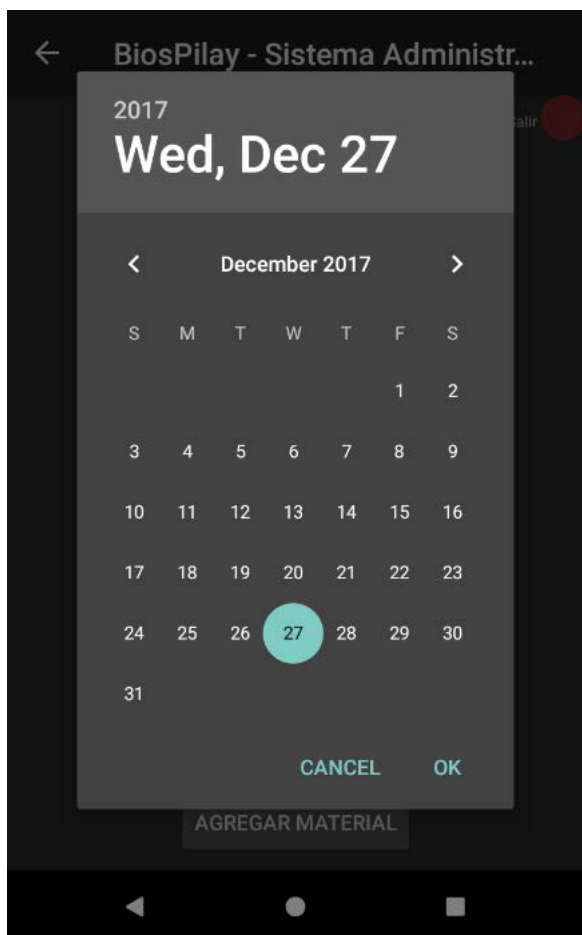 BiosPilay - Sistema Administr...
Salir
2017
Wed, Dec 27
December 2017
S M T W T F S
1 2
3 4 5 6 7 8 9
10 11 12 13 14 15 16
17 18 19 20 21 22 23
24 25 26 27 28 29 30
31
CANCEL OK
AGREGAR MATERIAL